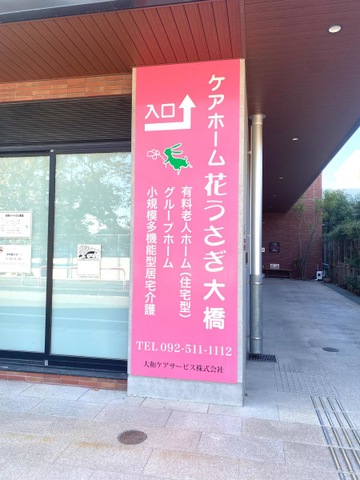 ケアホーム 花うさぎ 大橋
入口
有料老人ホーム(住宅型)
グループホーム
小規模多機能型居宅介護
TEL 092-511-1112
大和ケアサービス株式会社